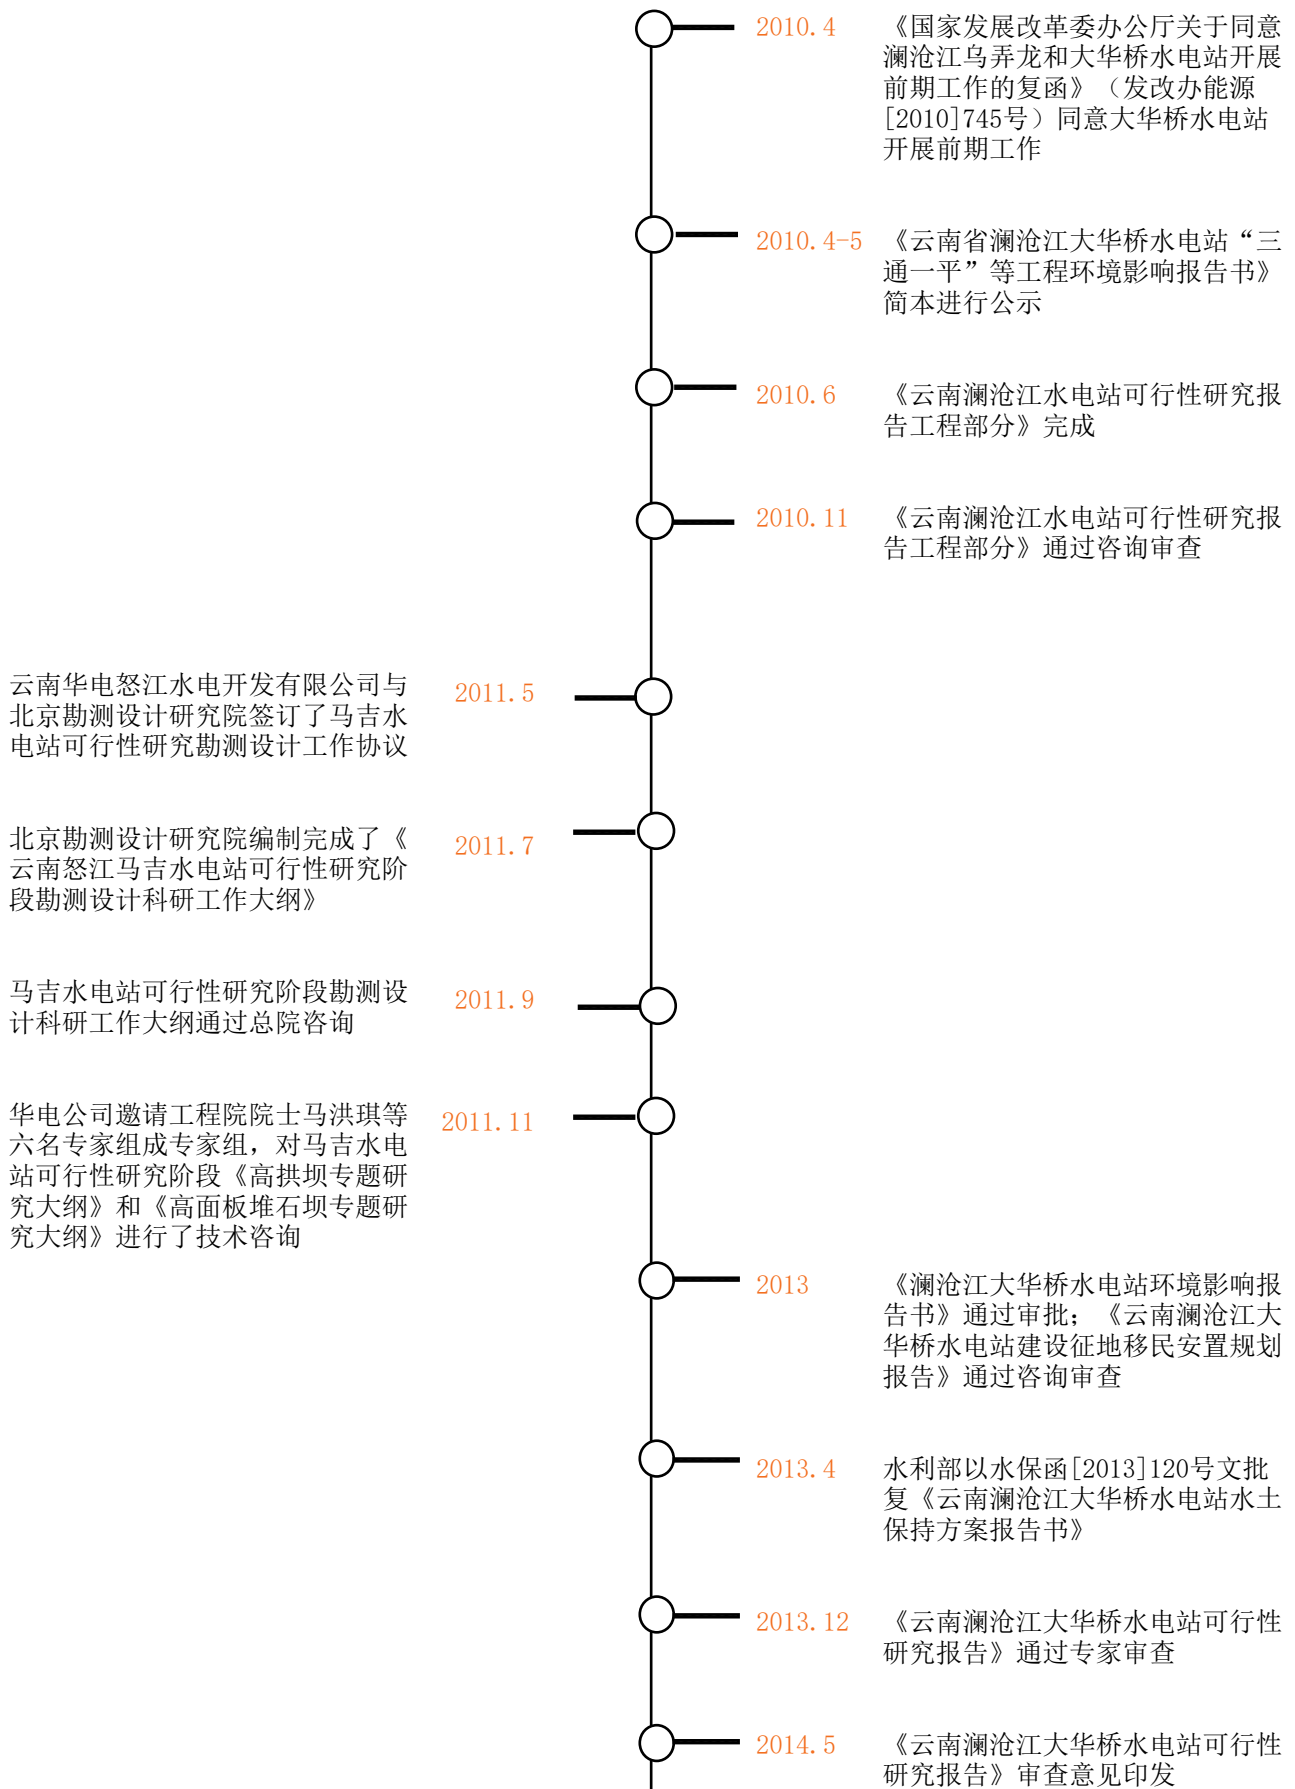 2010.4
《国家发展改革委办公厅关于同意
澜沧江乌弄龙和大华桥水电站开展
前期工作的复函》（发改办能源
[2010]745号）同意大华桥水电站
开展前期工作
2010.4-5
《云南省澜沧江大华桥水电站“三
通一平”等工程环境影响报告书》
简本进行公示
2010.6
《云南澜沧江水电站可行性研究报
告工程部分》完成
2010.11
《云南澜沧江水电站可行性研究报
告工程部分》通过咨询审查
云南华电怒江水电开发有限公司与
北京勘测设计研究院签订了马吉水
电站可行性研究勘测设计工作协议
2011.5
北京勘测设计研究院编制完成了《
云南怒江马吉水电站可行性研究阶
段勘测设计科研工作大纲》
2011.7
马吉水电站可行性研究阶段勘测设
计科研工作大纲通过总院咨询
2011.9
华电公司邀请工程院院士马洪琪等
六名专家组成专家组，对马吉水电
站可行性研究阶段《高拱坝专题研
究大纲》和《高面板堆石坝专题研
究大纲》进行了技术咨询
2011.11
2013
《澜沧江大华桥水电站环境影响报
告书》通过审批；《云南澜沧江大
华桥水电站建设征地移民安置规划
报告》通过咨询审查
2013.4
水利部以水保函[2013]120号文批
复《云南澜沧江大华桥水电站水土
保持方案报告书》
2013.12
《云南澜沧江大华桥水电站可行性
研究报告》通过专家审查
2014.5
《云南澜沧江大华桥水电站可行性
研究报告》审查意见印发